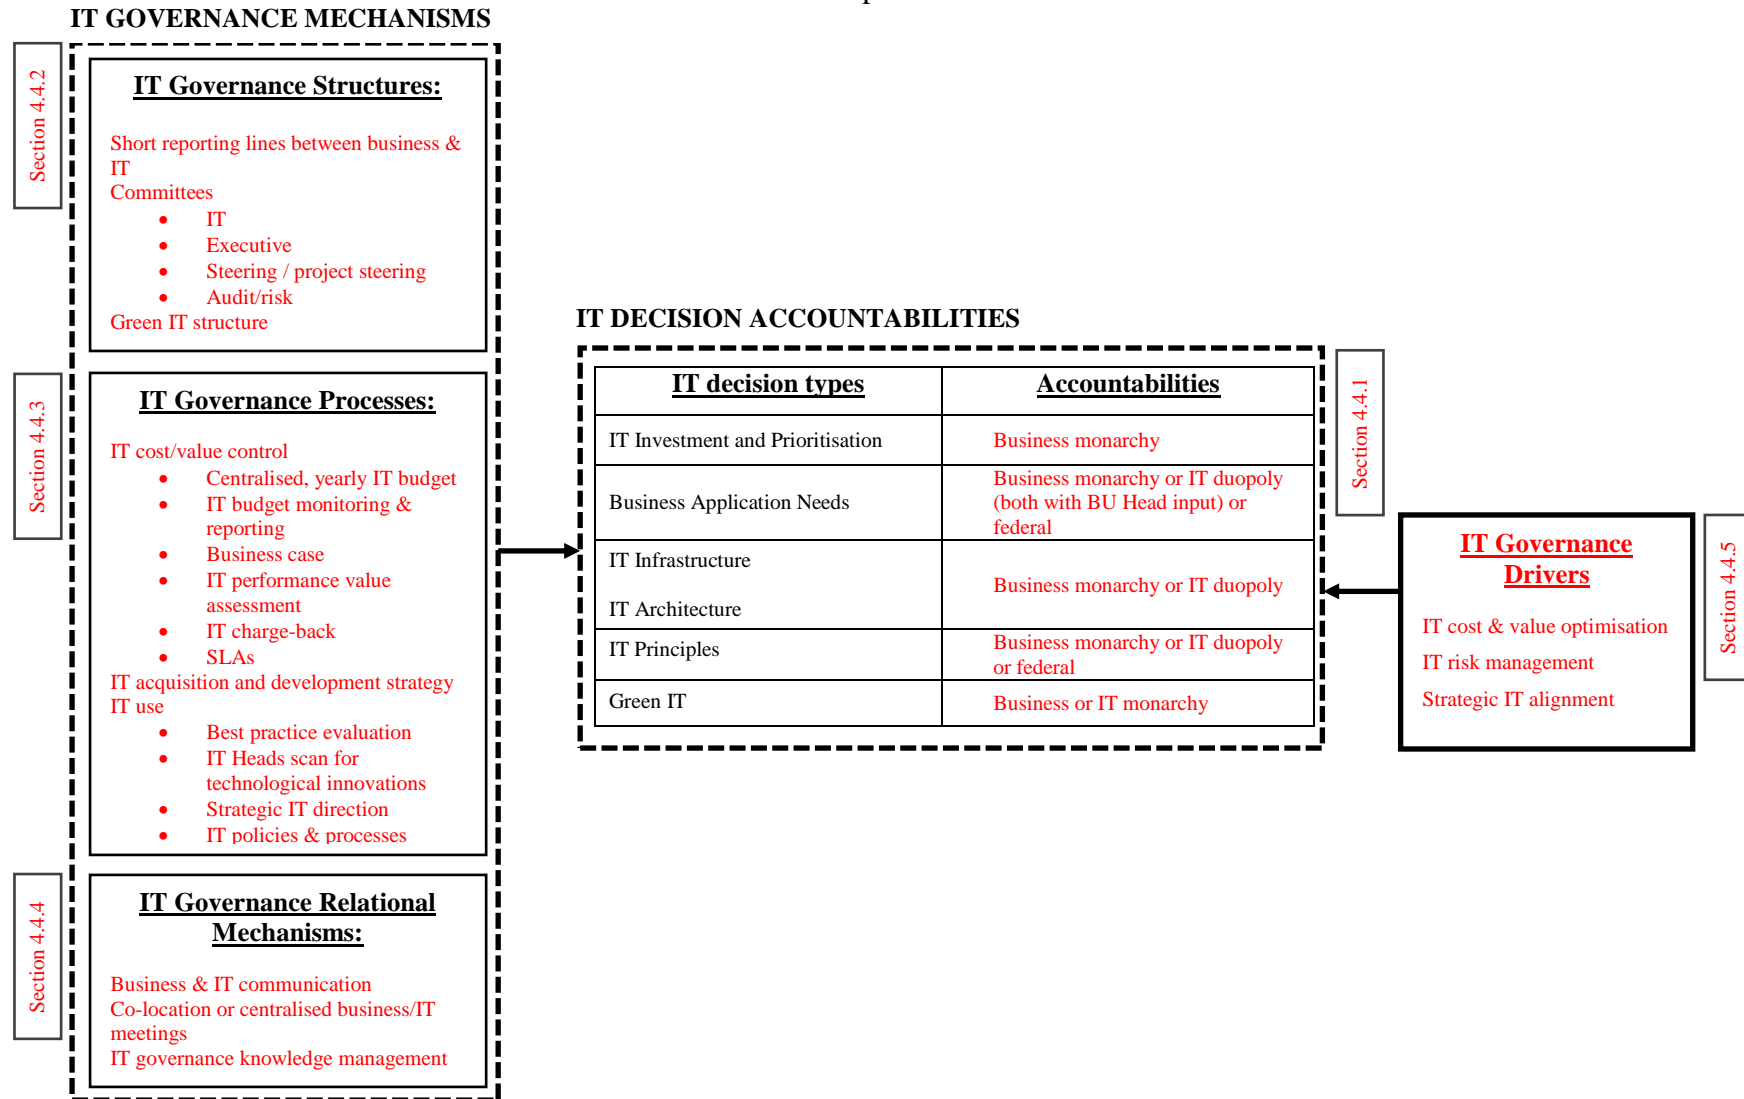 IT GOVERNANCE MECHANISMS
Section 4.4.2
IT Governance Structures:
Short reporting lines between business &
IT
Committees
• IT
• Executive
• Steering / project steering
• Audit/risk
Green IT structure
Section 4.4.3
IT Governance Processes:
IT cost/value control
• Centralised, yearly IT budget
• IT budget monitoring &
reporting
• Business case
• IT performance value
assessment
• IT charge-back
• SLAs
IT acquisition and development strategy
IT use
• Best practice evaluation
• IT Heads scan for
technological innovations
• Strategic IT direction
• IT policies & processes
Section 4.4.4
IT Governance Relational
Mechanisms:
Business & IT communication
Co-location or centralised business/IT
meetings
IT governance knowledge management
IT DECISION ACCOUNTABILITIES
Section 4.4.1
IT decision types
Accountabilities
IT Investment and Prioritisation
Business monarchy
Business Application Needs
Business monarchy or IT duopoly
(both with BU Head input) or
federal
IT Infrastructure
IT Architecture
Business monarchy or IT duopoly
IT Principles
Business monarchy or IT duopoly
or federal
Green IT
Business or IT monarchy
IT Governance
Drivers
IT cost & value optimisation
IT risk management
Strategic IT alignment
Section 4.4.5